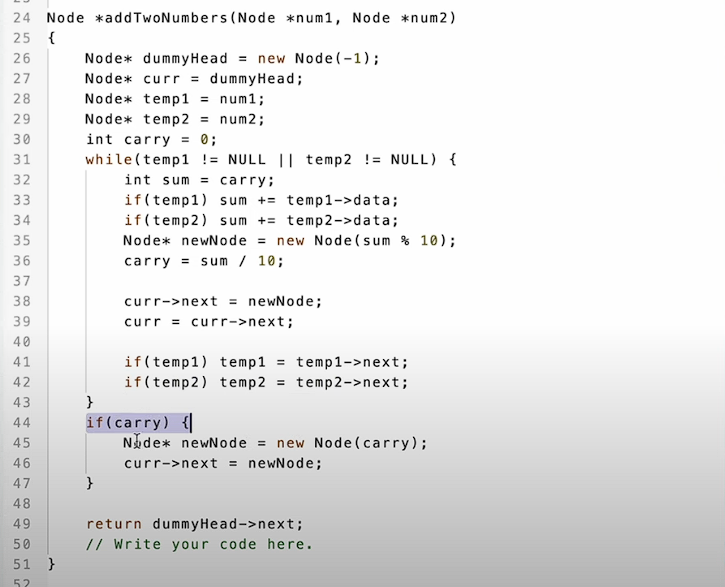 24 Node *addTwoNumbers(Node *num1, Node *num2)
25 {
26 Node* dummyHead = new Node(-1);
27 Node* curr = dummyHead;
28 Node* temp1 = num1;
29 Node* temp2 = num2;
30 int carry = 0;
31 while(temp1 != NULL || temp2 != NULL) {
32 int sum = carry;
33 if(temp1) sum += temp1->data;
34 if(temp2) sum += temp2->data;
35 Node* newNode = new Node(sum % 10);
36 carry = sum / 10;
37
38 curr->next = newNode;
39 curr = curr->next;
40
41 if(temp1) temp1 = temp1->next;
42 if(temp2) temp2 = temp2->next;
43 }
44 if(carry) {
45 Node* newNode = new Node(carry);
46 curr->next = newNode;
47 }
48
49 return dummyHead->next;
50 // Write your code here.
51 }
52